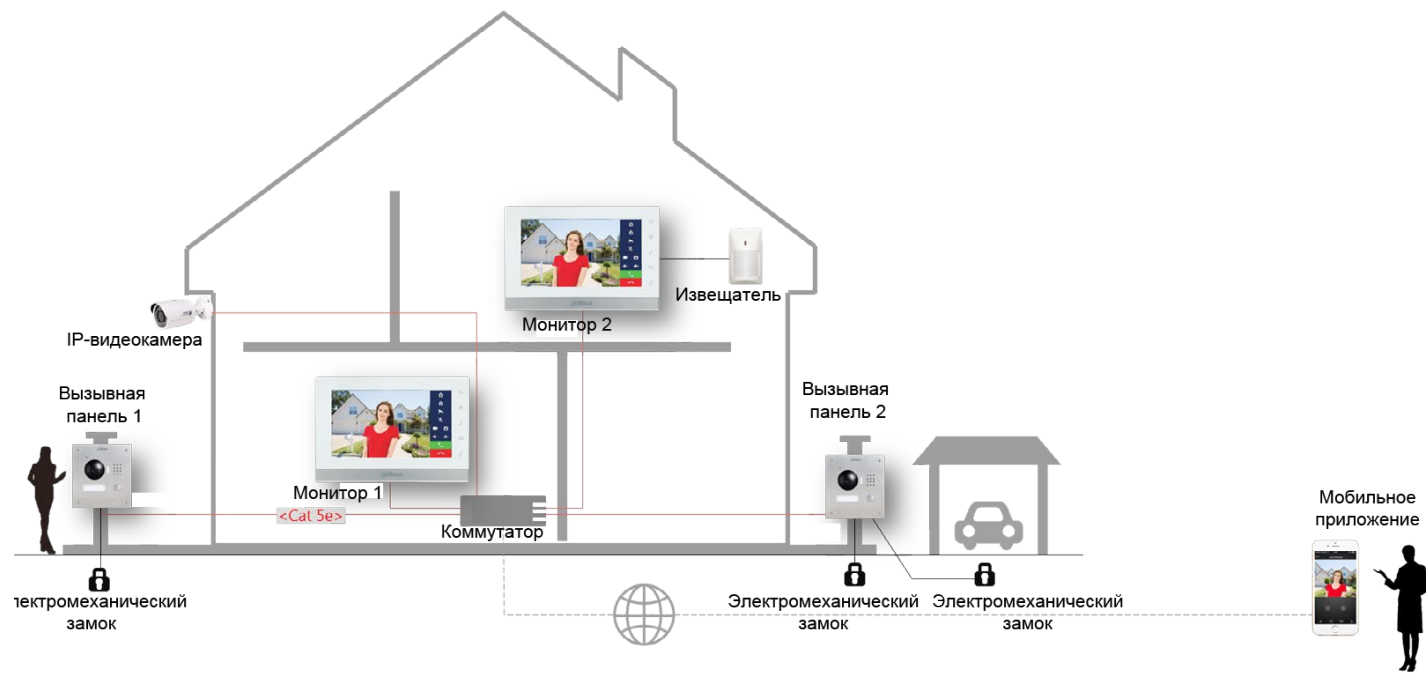 Извещатель
Монитор 2
IP-видеокамера
Вызывная
панель 1
Вызывная
панель 2
Монитор 1
<Cat 5e>
Коммутатор
Мобильное
приложение
лектромеханический
замок
Электромеханический
замок
Электромеханический
замок